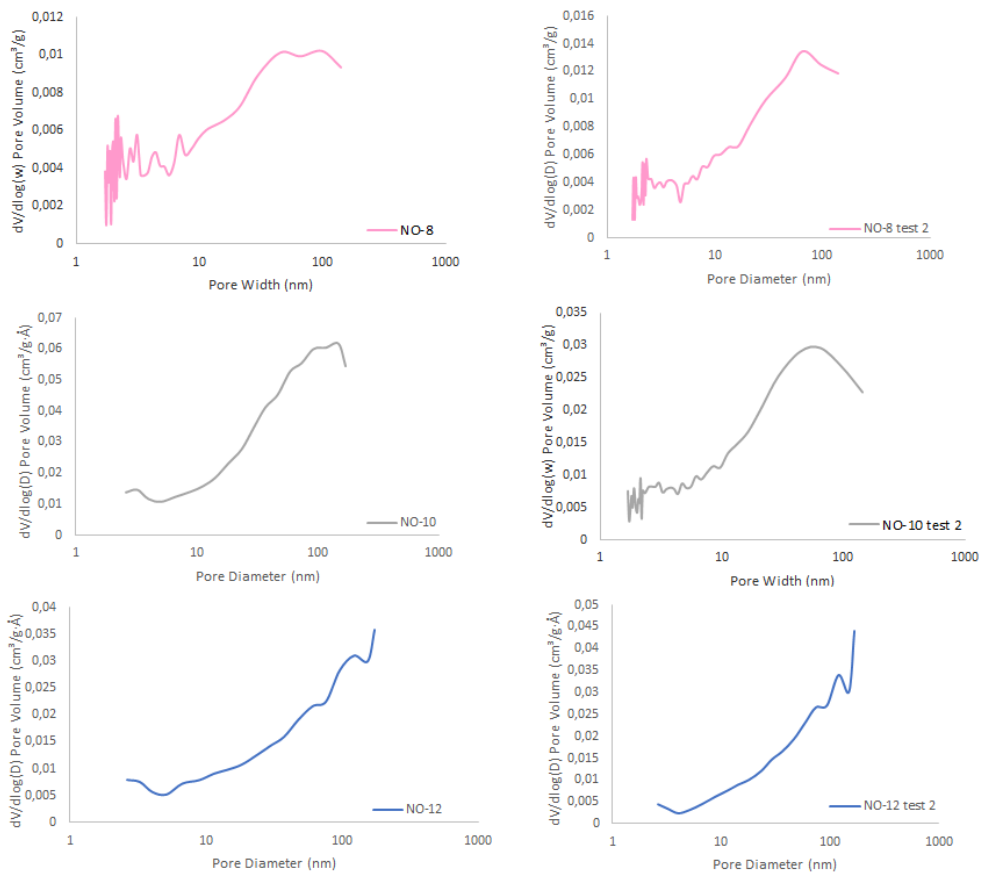 dV/dlog(w) Pore Volume (cm³/g)
0,012
0,01
0,008
0,006
0,004
0,002
0
1 10 100 1000
Pore Width (nm)
NO-8
dV/dlog(D) Pore Volume (cm³/g)
0,016
0,014
0,012
0,01
0,008
0,006
0,004
0,002
0
1 10 100 1000
Pore Diameter (nm)
NO-8 test 2
dV/dlog(D) Pore Volume (cm³/g·Å)
0,07
0,06
0,05
0,04
0,03
0,02
0,01
0
1 10 100 1000
Pore Diameter (nm)
NO-10
dV/dlog(w) Pore Volume (cm³/g)
0,035
0,03
0,025
0,02
0,015
0,01
0,005
0
1 10 100 1000
Pore Width (nm)
NO-10 test 2
dV/dlog(D) Pore Volume (cm³/g·Å)
0,04
0,035
0,03
0,025
0,02
0,015
0,01
0,005
0
1 10 100 1000
Pore Diameter (nm)
NO-12
dV/dlog(D) Pore Volume (cm³/g·Å)
0,05
0,045
0,04
0,035
0,03
0,025
0,02
0,015
0,01
0,005
0
1 10 100 1000
Pore Diameter (nm)
NO-12 test 2